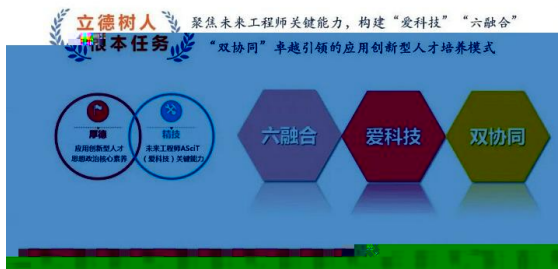 立德树人
根本任务
聚焦未来工程师关键能力，构建“爱科技”“六融合”
“双协同”卓越引领的应用创新型人才培养模式
厚德
应用创新型人才
思想政治核心素养
精技
未来工程师ASciT
（爱科技）关键能力
六融合
爱科技
双协同